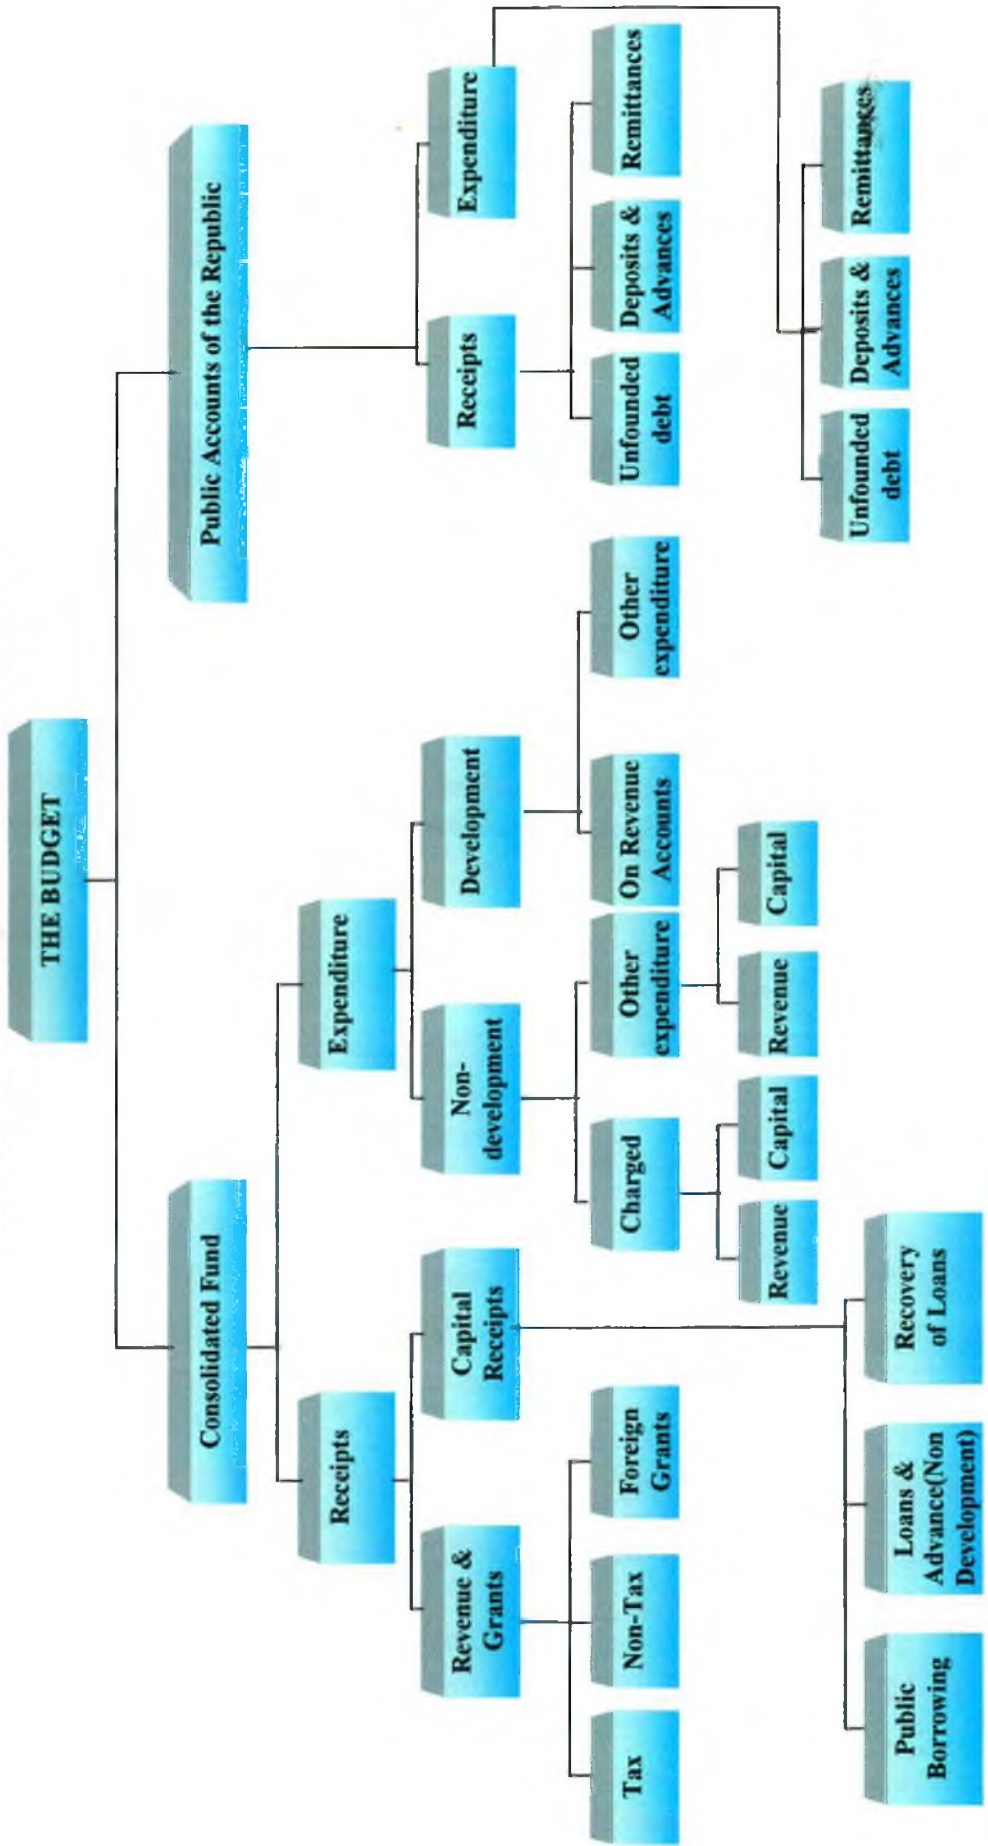 THE BUDGET
Consolidated Fund
Public Accounts of the Republic
Receipts
Expenditure
Revenue &
Grants
Capital
Receipts
Non-
development
Development
Receipts
Expenditure
Tax
Non-Tax
Foreign
Grants
Charged
Other
expenditure
On Revenue
Accounts
Other
expenditure
Unfounded
debt
Deposits &
Advances
Remittances
Revenue
Capital
Revenue
Capital
Public
Borrowing
Loans &
Advance(Non
Development)
Recovery
of Loans
Unfounded
debt
Deposits &
Advances
Remittances